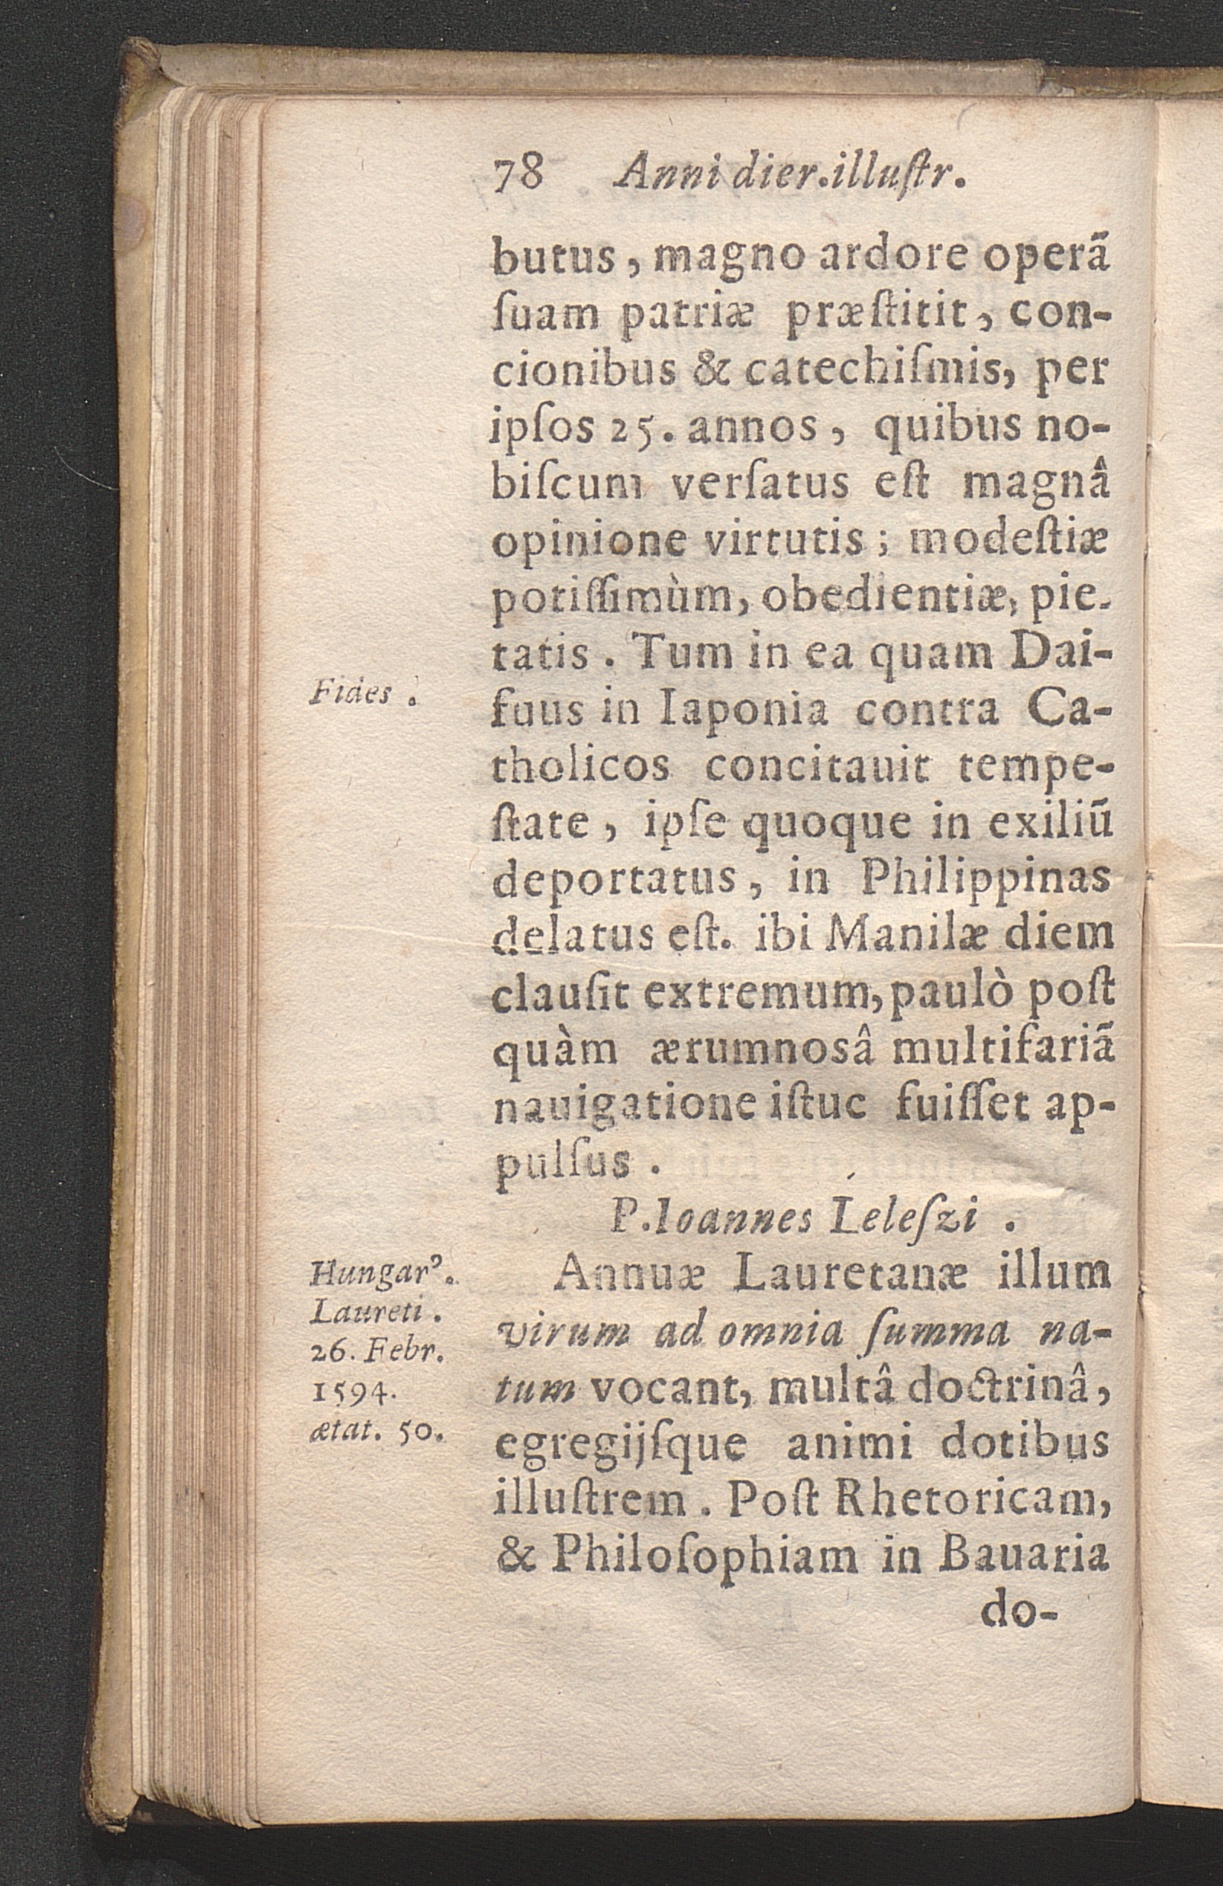 78 Anni dier.illuſtr.
butus, magno ardore operã
ſuam patriæ præſtitit, con-
cionibus & catechiſmis, per
ipſos 25. annos, quibus no-
biſcum verſatus eſt magnâ
opinione virtutis; modeſtiæ
potiſſimùm, obedientiæ, pie-
tatis. Tum in ea quam Dai-
Fides.
fuus in Iaponia contra Ca-
tholicos concitauit tempe-
ſtate, ipſe quoque in exiliũ
deportatus, in Philippinas
delatus eſt. ibi Manilæ diem
clauſit extremum, paulò poſt
quàm ærumnosâ multifariã
nauigatione iſtuc fuiſſet ap-
pulſus.
P.Ioannes Leleſzi.
Hungarꝰ.
Laureti.
26. Febr.
1594.
ætat. 50.
Annuæ Lauretanæ illum
virum ad omnia ſumma na-
tum vocant, multâ doctrinâ,
egregijſque animi dotibus
illuſtrem. Poſt Rhetoricam,
& Philoſophiam in Bauaria
do-